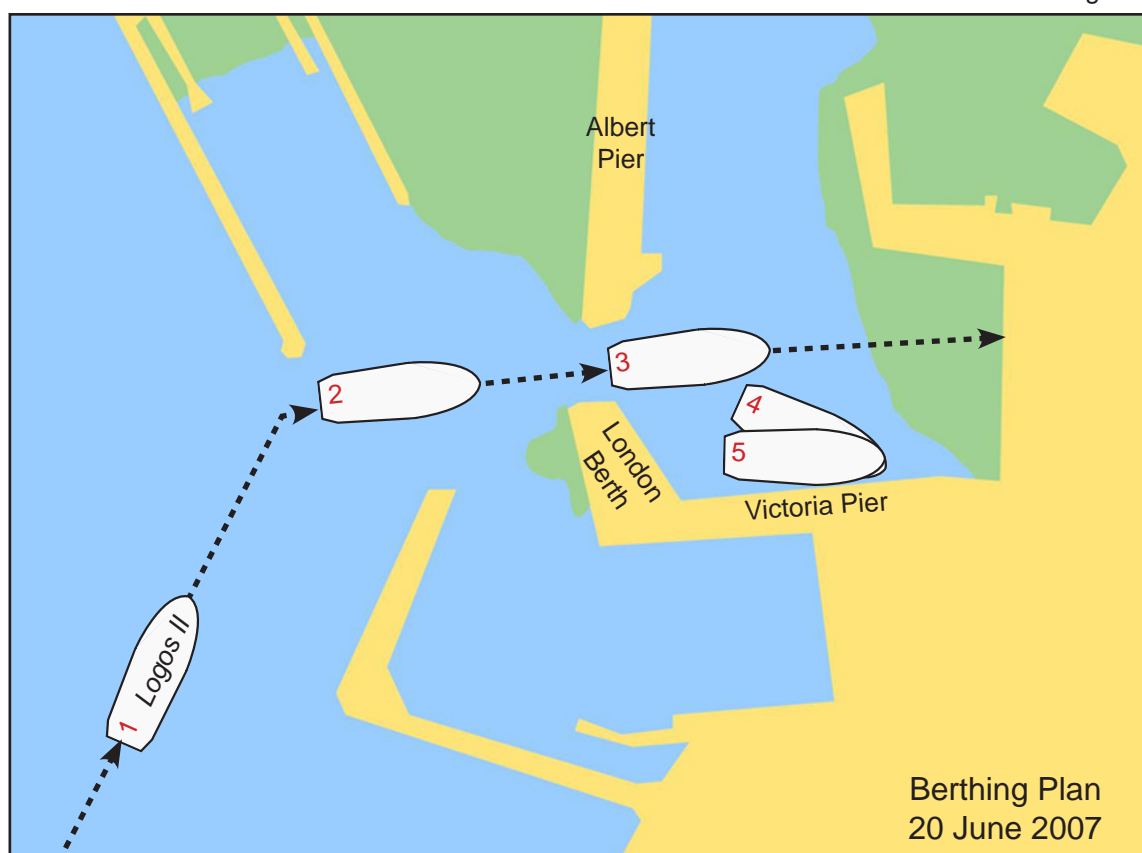 Albert
Pier
3
2
4
5
London
Berth
Victoria Pier
Logos II
1
Berthing Plan
20 June 2007